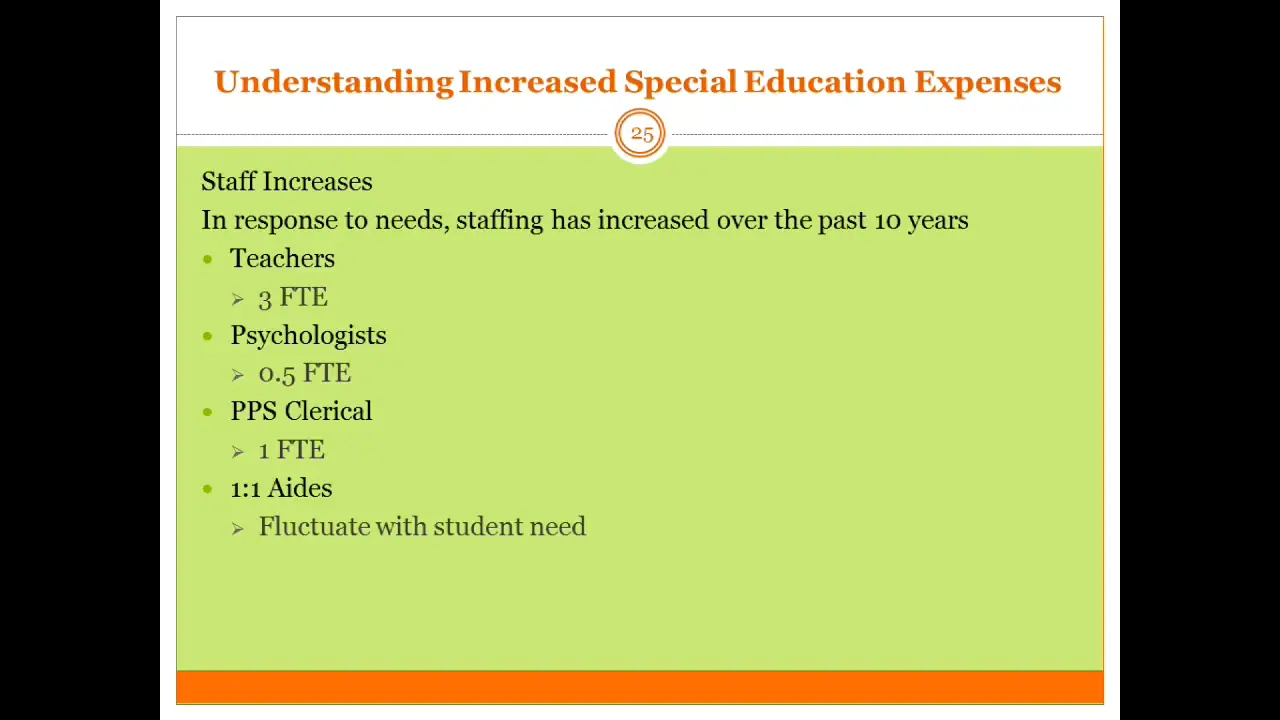 Understanding Increased Special Education Expenses
25
Staff Increases
In response to needs, staffing has increased over the past 10 years
• Teachers
➢ 3 FTE
• Psychologists
➢ 0.5 FTE
• PPS Clerical
➢ 1 FTE
• 1:1 Aides
➢ Fluctuate with student need